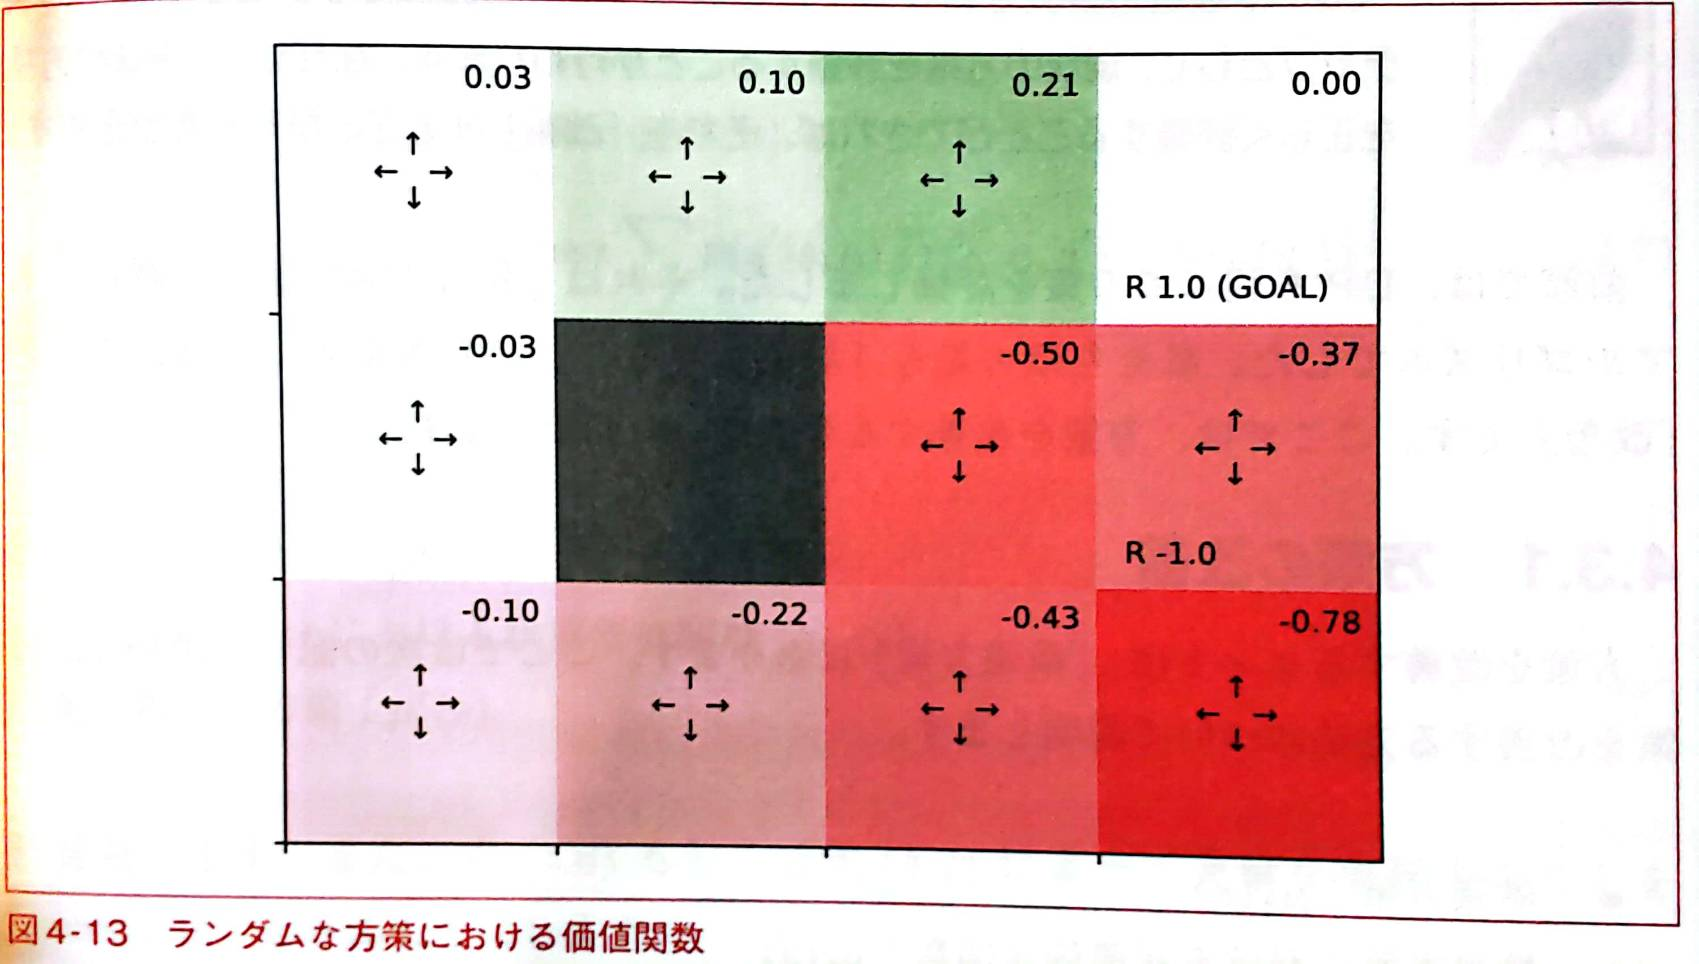 0.03 0.10 0.21 0.00
↑ ↑ ↑
← → ← → ← →
↓ ↓ ↓
R 1.0 (GOAL)
-0.03 -0.50 -0.37
↑ ↑ ↑
← → ← → ← →
↓ ↓ ↓
R -1.0
-0.10 -0.22 -0.43 -0.78
↑ ↑ ↑ ↑
← → ← → ← → ← →
↓ ↓ ↓ ↓
図4-13 ランダムな方策における価値関数